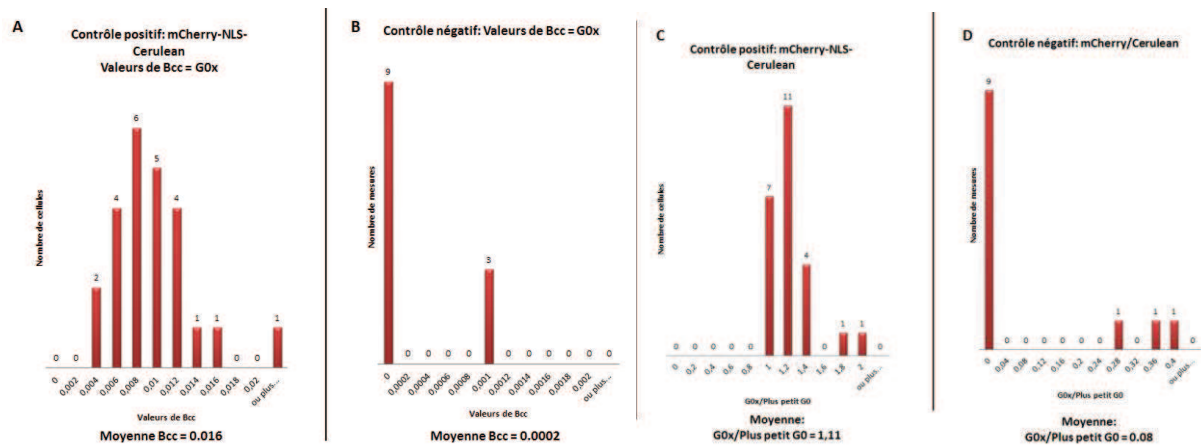 A
Contrôle positif: mCherry-NLS-
Cerulean
Valeurs de Bcc = G0x
Nombre de cellules
0 0 2 4 6 5 4 1 1 0 0 1
0 0,002 0,004 0,006 0,008 0,01 0,012 0,014 0,016 0,018 0,02 ou plus...
Valeurs de Bcc
Moyenne Bcc = 0.016
B
Contrôle négatif: Valeurs de Bcc = G0x
Nombre de mesures
9 0 0 0 0 3 0 0 0 0 0 0
0 0,0002 0,0004 0,0006 0,0008 0,001 0,0012 0,0014 0,0016 0,0018 0,002 ou plus...
Valeurs de Bcc
Moyenne Bcc = 0.0002
C
Contrôle positif: mCherry-NLS-
Cerulean
Nombre de cellules
0 0 0 0 0 7 11 4 0 1 1 0
0 0,2 0,4 0,6 0,8 1 1,2 1,4 1,6 1,8 2 ou plus...
G0x/Plus petit G0
Moyenne:
G0x/Plus petit G0 = 1,11
D
Contrôle négatif: mCherry/Cerulean
Nombre de mesures
9 0 0 0 0 0 0 1 0 1 1 0
0 0,04 0,08 0,12 0,16 0,2 0,24 0,28 0,32 0,36 0,4 ou plus...
G0x/Plus petit G0
Moyenne:
G0x/Plus petit G0 = 0.08